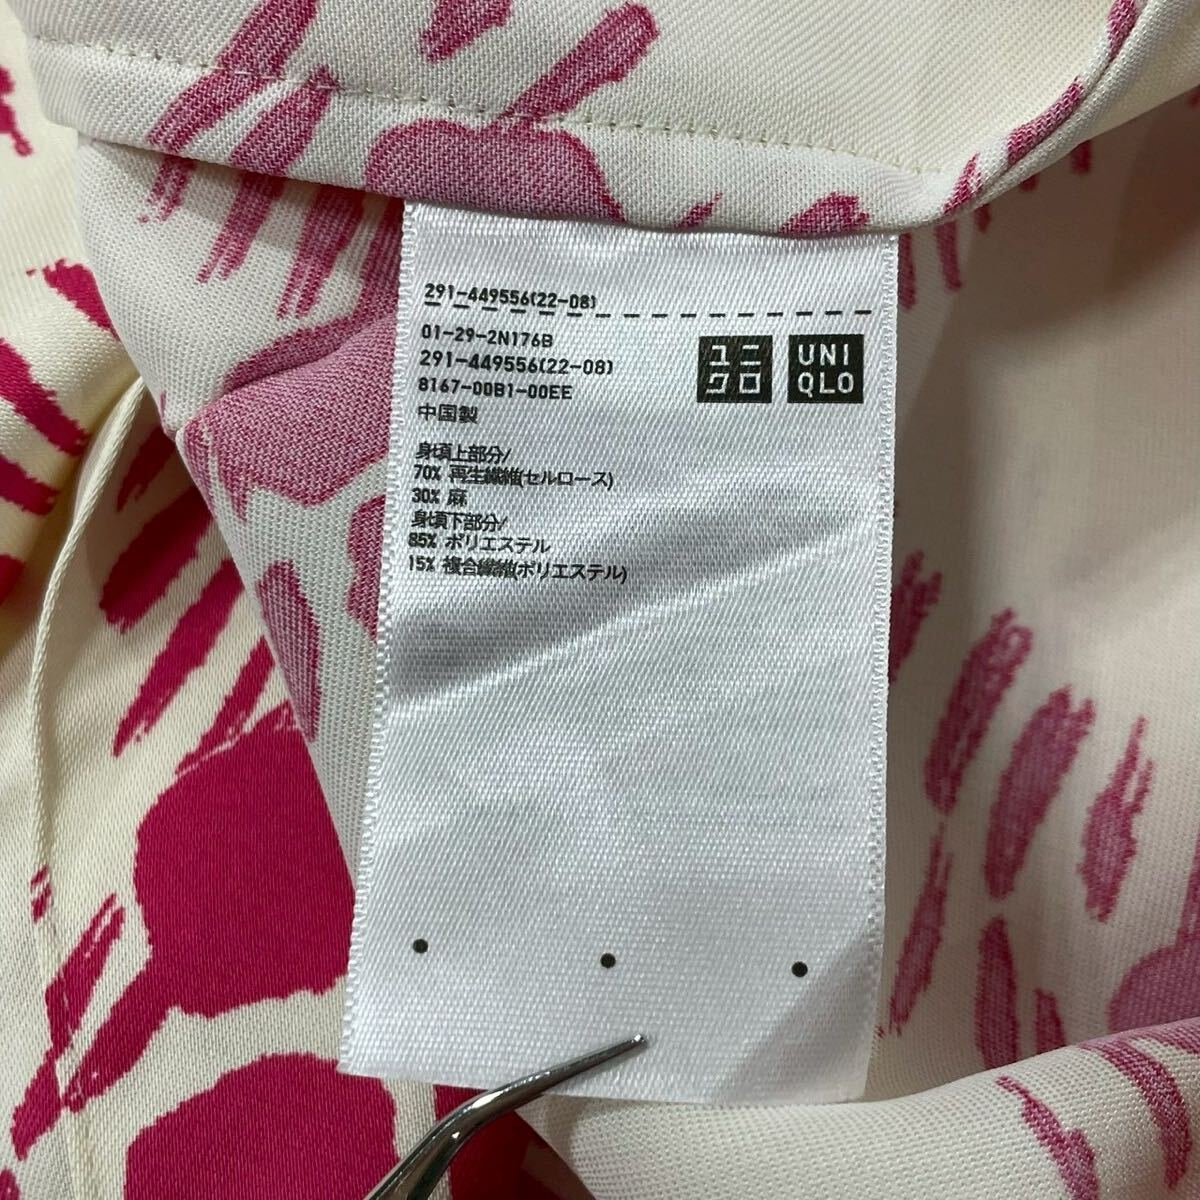 291-449556(22-08)
01-29-2N176B
291-449556(22-08)
8167-00B1-00EE
中国製
ユニ
クロ
UNI
QLO
身頃上部分/
70% 再生繊維(セルロース)
30% 麻
身頃下部分/
85% ポリエステル
15% 複合繊維(ポリエステル)